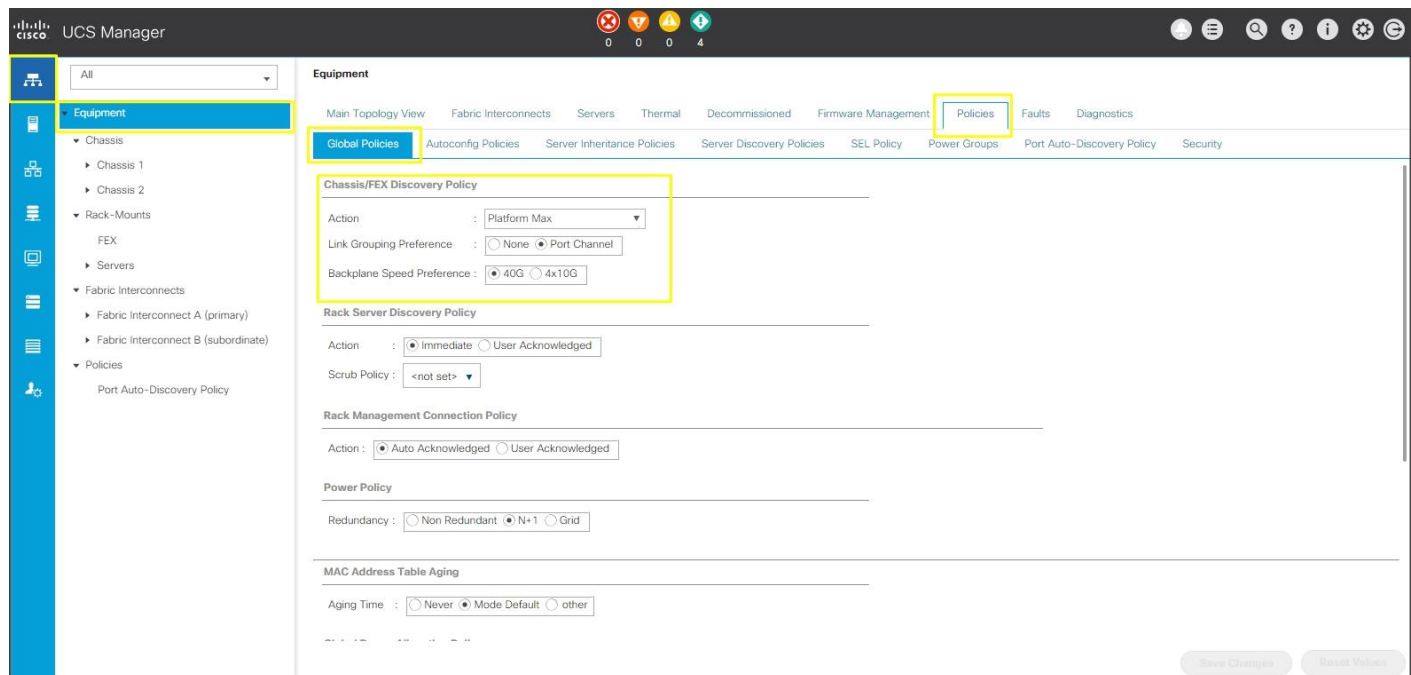 cisco. UCS Manager
0 0 0 4
All
Equipment
Chassis
Chassis 1
Chassis 2
Rack-Mounts
FEX
Servers
Fabric Interconnects
Fabric Interconnect A (primary)
Fabric Interconnect B (subordinate)
Policies
Port Auto-Discovery Policy
Equipment
Main Topology View Fabric Interconnects Servers Thermal Decommissioned Firmware Management Policies Faults Diagnostics
Global Policies Autoconfig Policies Server Inheritance Policies Server Discovery Policies SEL Policy Power Groups Port Auto-Discovery Policy Security
Chassis/FEX Discovery Policy
Action : Platform Max
Link Grouping Preference : None Port Channel
Backplane Speed Preference : 40G 4x10G
Rack Server Discovery Policy
Action : Immediate User Acknowledged
Scrub Policy : <not set>
Rack Management Connection Policy
Action : Auto Acknowledged User Acknowledged
Power Policy
Redundancy : Non Redundant N+1 Grid
MAC Address Table Aging
Aging Time : Never Mode Default other
Save Changes Reset Values